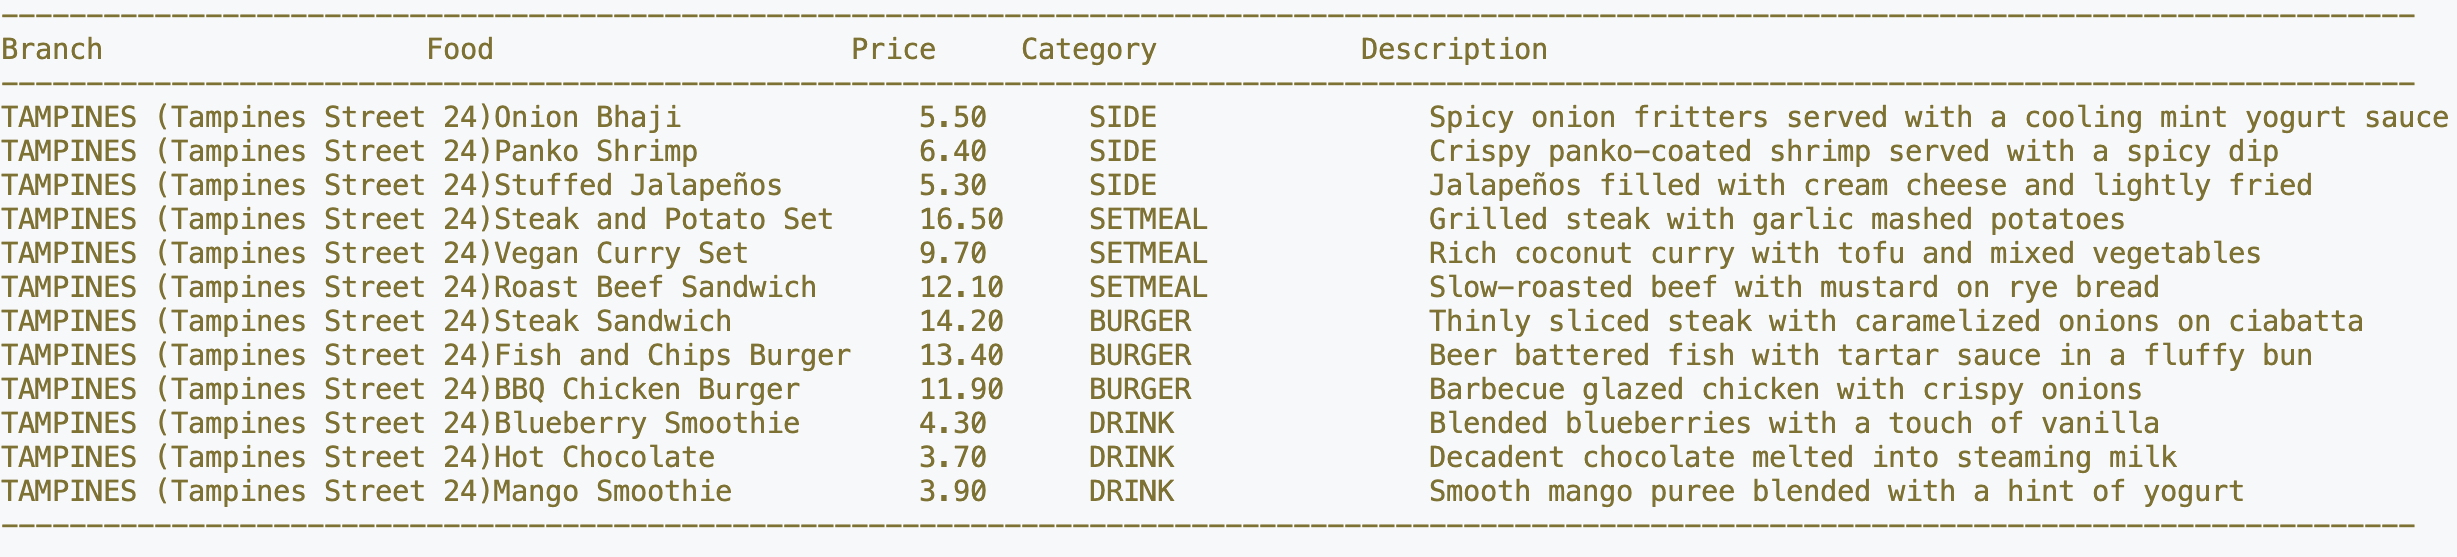 Branch Food Price Category Description
TAMPINES (Tampines Street 24)Onion Bhaji 5.50 SIDE Spicy onion fritters served with a cooling mint yogurt sauce
TAMPINES (Tampines Street 24)Panko Shrimp 6.40 SIDE Crispy panko-coated shrimp served with a spicy dip
TAMPINES (Tampines Street 24)Stuffed Jalapeños 5.30 SIDE Jalapeños filled with cream cheese and lightly fried
TAMPINES (Tampines Street 24)Steak and Potato Set 16.50 SETMEAL Grilled steak with garlic mashed potatoes
TAMPINES (Tampines Street 24)Vegan Curry Set 9.70 SETMEAL Rich coconut curry with tofu and mixed vegetables
TAMPINES (Tampines Street 24)Roast Beef Sandwich 12.10 SETMEAL Slow-roasted beef with mustard on rye bread
TAMPINES (Tampines Street 24)Steak Sandwich 14.20 BURGER Thinly sliced steak with caramelized onions on ciabatta
TAMPINES (Tampines Street 24)Fish and Chips Burger 13.40 BURGER Beer battered fish with tartar sauce in a fluffy bun
TAMPINES (Tampines Street 24)BBQ Chicken Burger 11.90 BURGER Barbecue glazed chicken with crispy onions
TAMPINES (Tampines Street 24)Blueberry Smoothie 4.30 DRINK Blended blueberries with a touch of vanilla
TAMPINES (Tampines Street 24)Hot Chocolate 3.70 DRINK Decadent chocolate melted into steaming milk
TAMPINES (Tampines Street 24)Mango Smoothie 3.90 DRINK Smooth mango puree blended with a hint of yogurt